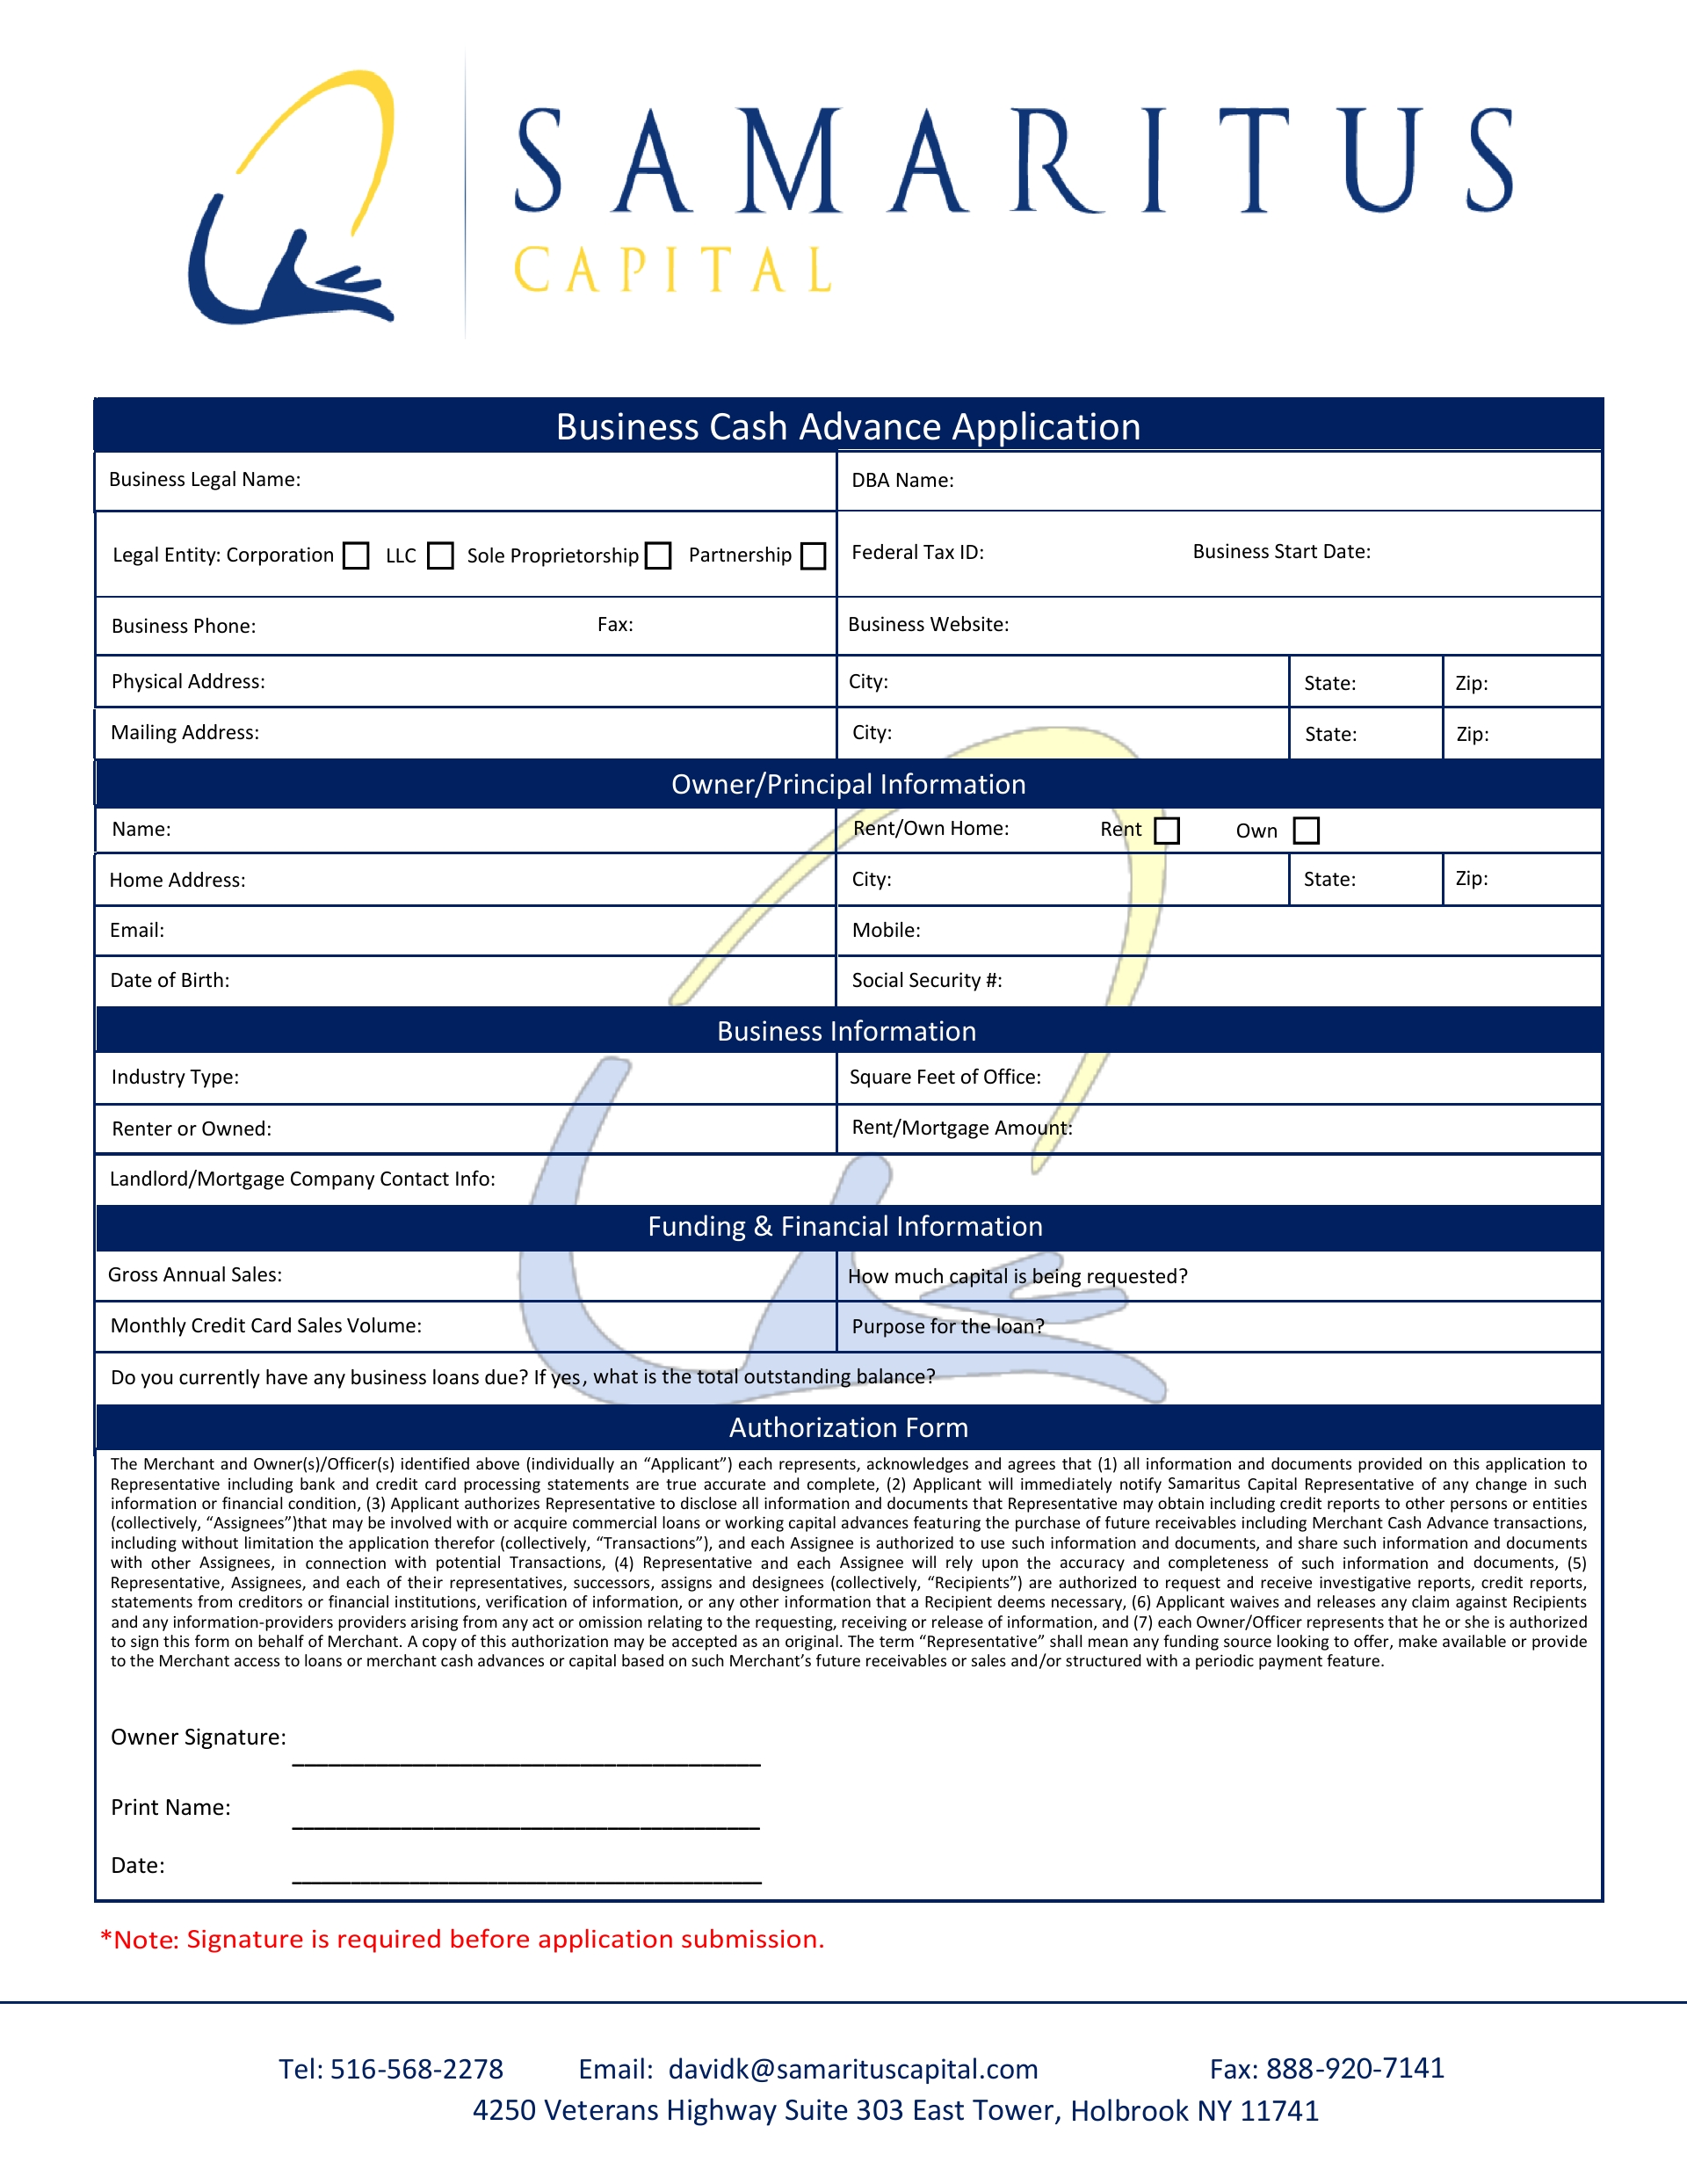 SAMARITUS
CAPITAL
Business Cash Advance Application
Business Legal Name: DBA Name:
Legal Entity: Corporation LLC Sole Proprietorship Partnership Federal Tax ID: Business Start Date:
Business Phone: Fax: Business Website:
Physical Address: City: State: Zip:
Mailing Address: City: State: Zip:
Owner/Principal Information
Name: Rent/Own Home: Rent Own
Home Address: City: State: Zip:
Email: Mobile:
Date of Birth: Social Security #:
Business Information
Industry Type: Square Feet of Office:
Renter or Owned: Rent/Mortgage Amount:
Landlord/Mortgage Company Contact Info:
Funding & Financial Information
Gross Annual Sales: How much capital is being requested?
Monthly Credit Card Sales Volume: Purpose for the loan?
Do you currently have any business loans due? If yes, what is the total outstanding balance?
Authorization Form
The Merchant and Owner(s)/Officer(s) identified above (individually an “Applicant”) each represents, acknowledges and agrees that (1) all information and documents provided on this application to
Representative including bank and credit card processing statements are true accurate and complete, (2) Applicant will immediately notify Samaritus Capital Representative of any change in such
information or financial condition, (3) Applicant authorizes Representative to disclose all information and documents that Representative may obtain including credit reports to other persons or entities
(collectively, “Assignees”)that may be involved with or acquire commercial loans or working capital advances featuring the purchase of future receivables including Merchant Cash Advance transactions,
including without limitation the application therefor (collectively, “Transactions”), and each Assignee is authorized to use such information and documents, and share such information and documents
with other Assignees, in connection with potential Transactions, (4) Representative and each Assignee will rely upon the accuracy and completeness of such information and documents, (5)
Representative, Assignees, and each of their representatives, successors, assigns and designees (collectively, “Recipients”) are authorized to request and receive investigative reports, credit reports,
statements from creditors or financial institutions, verification of information, or any other information that a Recipient deems necessary, (6) Applicant waives and releases any claim against Recipients
and any information-providers providers arising from any act or omission relating to the requesting, receiving or release of information, and (7) each Owner/Officer represents that he or she is authorized
to sign this form on behalf of Merchant. A copy of this authorization may be accepted as an original. The term “Representative” shall mean any funding source looking to offer, make available or provide
to the Merchant access to loans or merchant cash advances or capital based on such Merchant’s future receivables or sales and/or structured with a periodic payment feature.
Owner Signature:
Print Name:
Date:
*Note: Signature is required before application submission.
Tel: 516-568-2278 Email: davidk@samarituscapital.com Fax: 888-920-7141
4250 Veterans Highway Suite 303 East Tower, Holbrook NY 11741